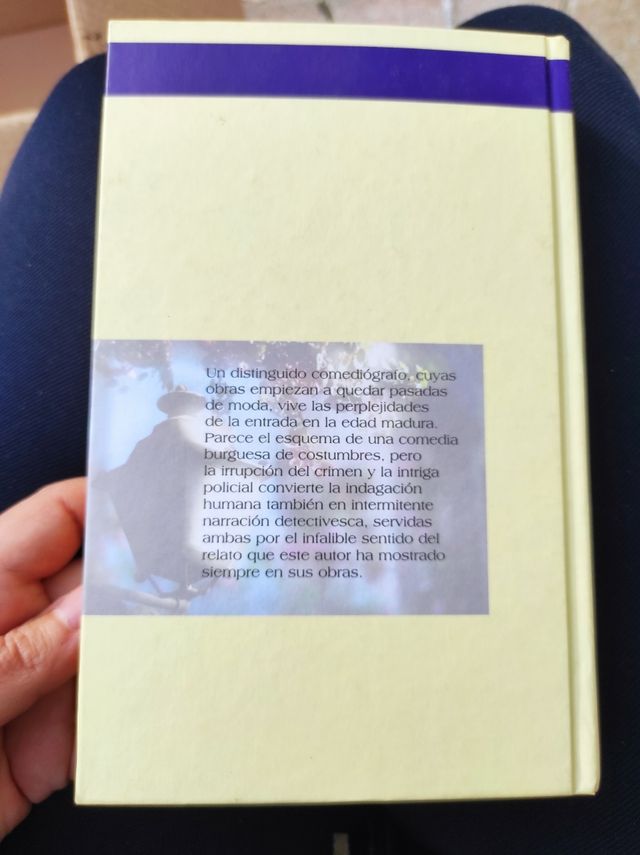 Un distinguido comediógrafo, cuyas
obras empiezan a quedar pasadas
de moda, vive las perplejidades
de la entrada en la edad madura.
Parece el esquema de una comedia
burguesa de costumbres, pero
la irrupción del crimen y la intriga
policial convierte la indagación
humana también en intermitente
narración detectivesca, servidas
ambas por el infalible sentido del
relato que este autor ha mostrado
siempre en sus obras.